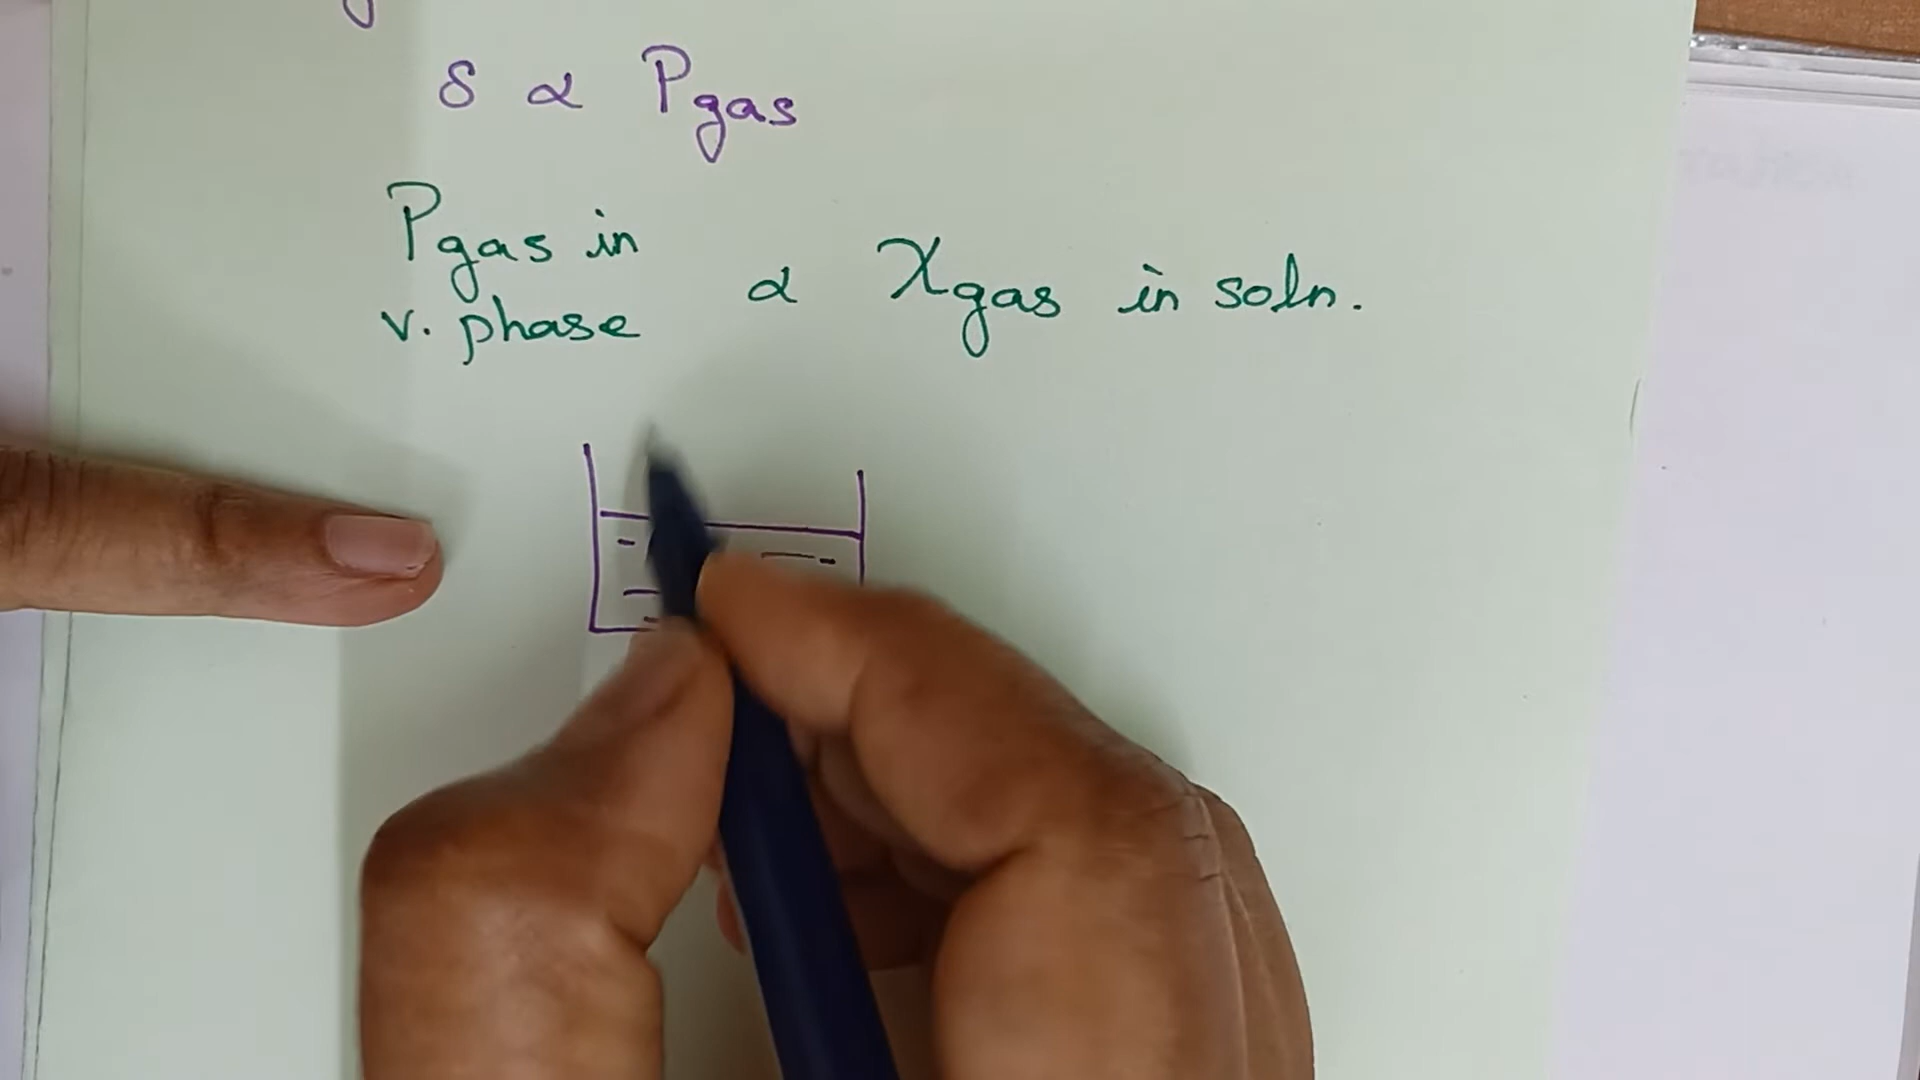 S α Pgas
Pgas in
v. phase α Xgas in soln.